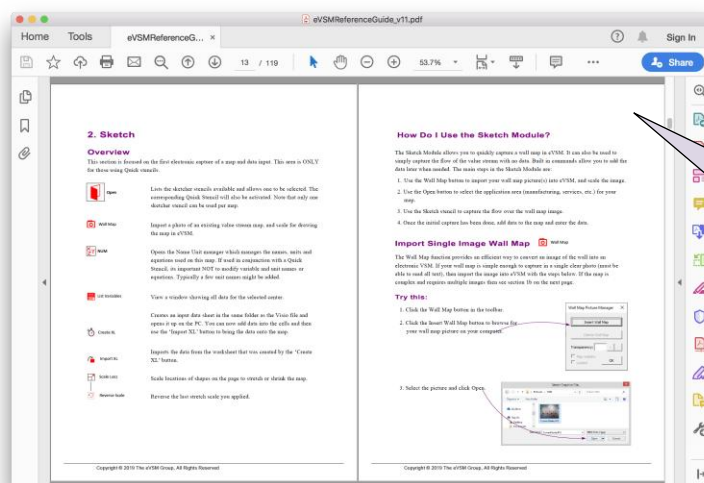 eVSMReferenceGuide_v11.pdf
Home Tools eVSMReferenceG... × Sign In
13 / 119 53.7% Share
2. Sketch
Overview
This section is focused on the first electronic capture of a map and data input. This area is ONLY
for those using Quick stencils.
Open
Lists the sketcher stencils available and allows one to be selected. The
corresponding Quick Stencil will also be activated. Note that only one
sketcher stencil can be used per map.
Wall Map
Import a photo of an existing value stream map, and scale for drawing
the map in eVSM.
NUM
Opens the Name Unit manager which manages the names, units and
equations used on this map. If used in conjunction with a Quick
Stencil, its important NOT to modify variable and unit names or
equations. Typically a few unit names might be added.
List Variables
View a window showing all data for the selected center.
Create XL
Creates an input data sheet in the same folder as the Visio file and
opens it up on the PC. You can now add data into the cells and then
use the "Import XL" button to bring the data onto the map.
Import XL
Imports the data from the worksheet that was created by the 'Create
XL' button.
Scale Locs
Scale locations of shapes on the page to stretch or shrink the map.
Reverse Scale
Reverse the last stretch scale you applied.
Copyright © 2019 The eVSM Group, All Rights Reserved
How Do I Use the Sketch Module?
The Sketch Module allows you to quickly capture a wall map in eVSM. It can also be used to
simply capture the flow of the value stream with no data. Built in commands allow you to add the
data later when needed. The main steps in the Sketch Module are:
1. Use the Wall Map button to import your wall map picture(s) into eVSM, and scale the image.
2. Use the Open button to select the application area (manufacturing, services, etc.) for your
map.
3. Use the Sketch stencil to capture the flow over the wall map image.
4. Once the initial capture has been done, add data to the map and enter the data.
Import Single Image Wall Map Wall Map
The Wall Map function provides an efficient way to convert an image of the wall into an
electronic VSM. If your wall map is simple enough to capture in a single clear photo (must be
able to read all text), then import the image into eVSM with the steps below. If the map is
complex and requires multiple images then see section 1b on the next page.
Try this:
1. Click the Wall Map button in the toolbar.
2. Click the Insert Wall Map button to browse for
your wall map picture on your computer.
Wall Map Picture Manager
Insert Wall Map
Transparency:
OK
3. Select the picture and click Open.
Open
Copyright © 2019 The eVSM Group, All Rights Reserved